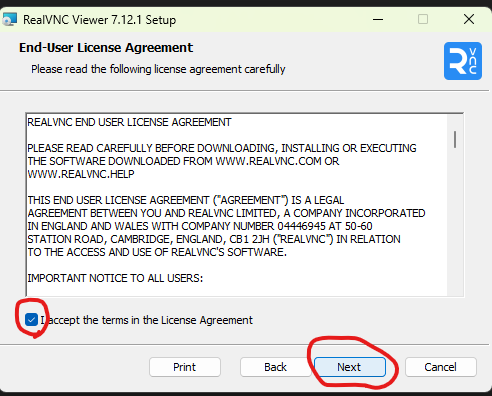 RealVNC Viewer 7.12.1 Setup
End-User License Agreement
Please read the following license agreement carefully
R
V
nc
REALVNC END USER LICENSE AGREEMENT
PLEASE READ CAREFULLY BEFORE DOWNLOADING, INSTALLING OR EXECUTING
THE SOFTWARE DOWNLOADED FROM WWW.REALVNC.COM OR
WWW.REALVNC.HELP
THIS END USER LICENSE AGREEMENT ("AGREEMENT") IS A LEGAL
AGREEMENT BETWEEN YOU AND REALVNC LIMITED, A COMPANY INCORPORATED
IN ENGLAND AND WALES WITH COMPANY NUMBER 04446945 AT 50-60
STATION ROAD, CAMBRIDGE, ENGLAND, CB1 2JH ("REALVNC") IN RELATION
TO THE ACCESS AND USE OF REALVNC'S SOFTWARE.
IMPORTANT NOTICE TO ALL USERS:
I accept the terms in the License Agreement
Print Back Next Cancel